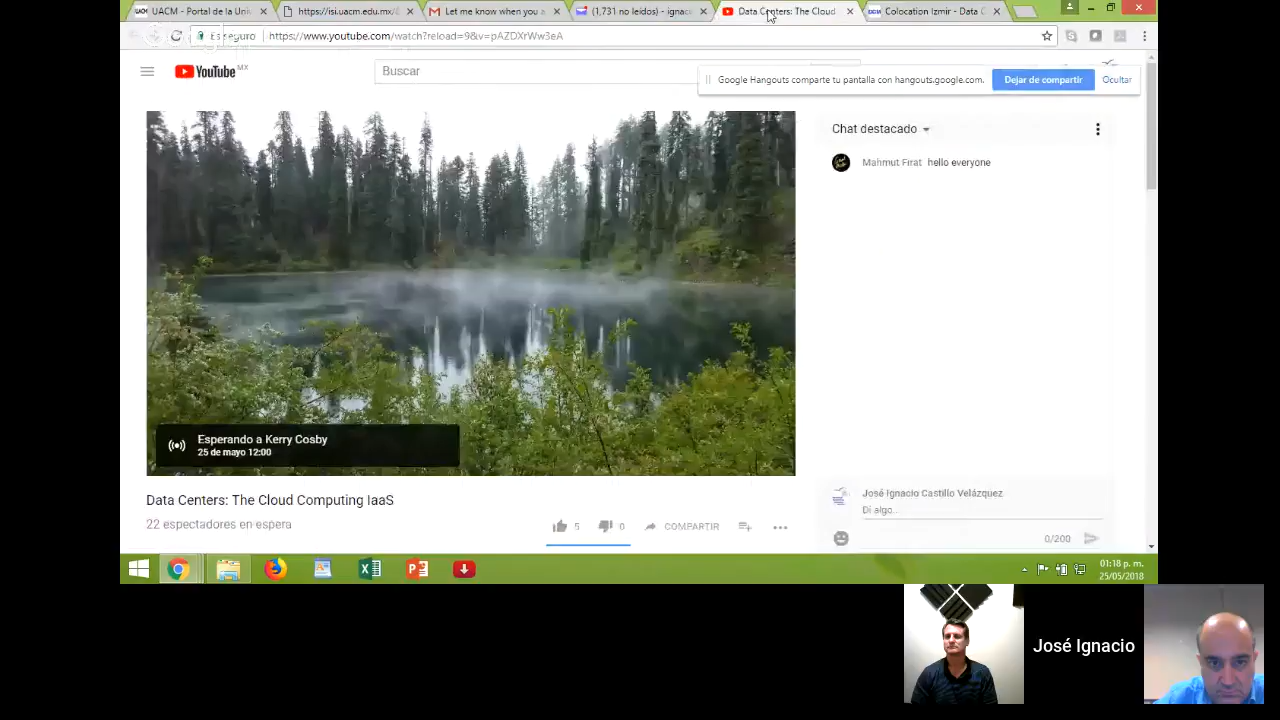 UACM - Portal de la Univ
https://isi.uacm.edu.mx/
Let me know when you a
(1,731 no leídos) - ignac
Data Centers: The Cloud
Colocation Izmir - Data C
Es seguro
https://www.youtube.com/watch?reload=9&v=pAZDXrWw3eA
YouTube MX
Buscar
Google Hangouts comparte tu pantalla con hangouts.google.com.
Dejar de compartir
Ocultar
Chat destacado
Mahmut Fırat hello everyone
Esperando a Kerry Cosby
25 de mayo 12:00
Data Centers: The Cloud Computing IaaS
22 espectadores en espera
5
0
COMPARTIR
José Ignacio Castillo Velázquez
Di algo...
0/200
01:18 p. m.
25/05/2018
José Ignacio